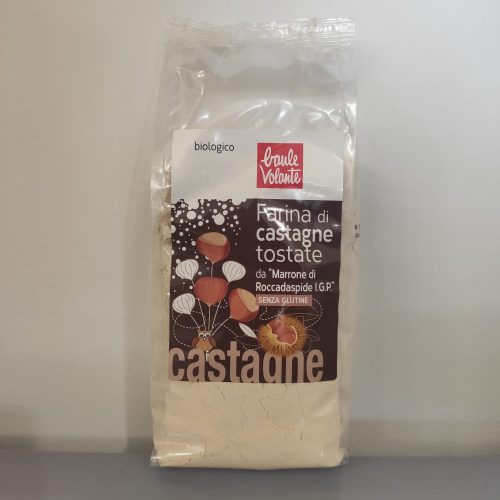 biologico
baule
volante
Farina di
castagne
tostate
da "Marrone di
Roccadaspide I.G.P."
SENZA GLUTINE
castagne